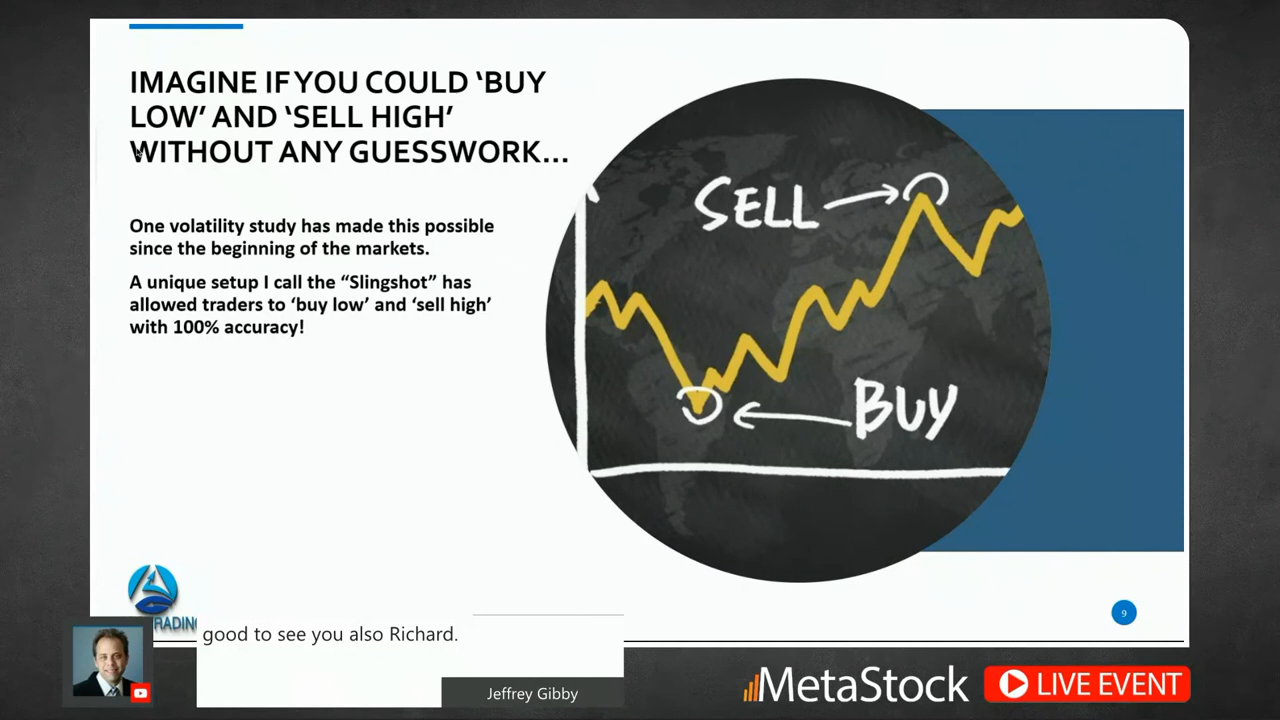 IMAGINE IF YOU COULD ‘BUY
LOW’ AND ‘SELL HIGH’
WITHOUT ANY GUESSWORK...
One volatility study has made this possible
since the beginning of the markets.
A unique setup I call the “Slingshot” has
allowed traders to ‘buy low’ and ‘sell high’
with 100% accuracy!
SELL
BUY
9
good to see you also Richard.
Jeffrey Gibby
MetaStock
LIVE EVENT